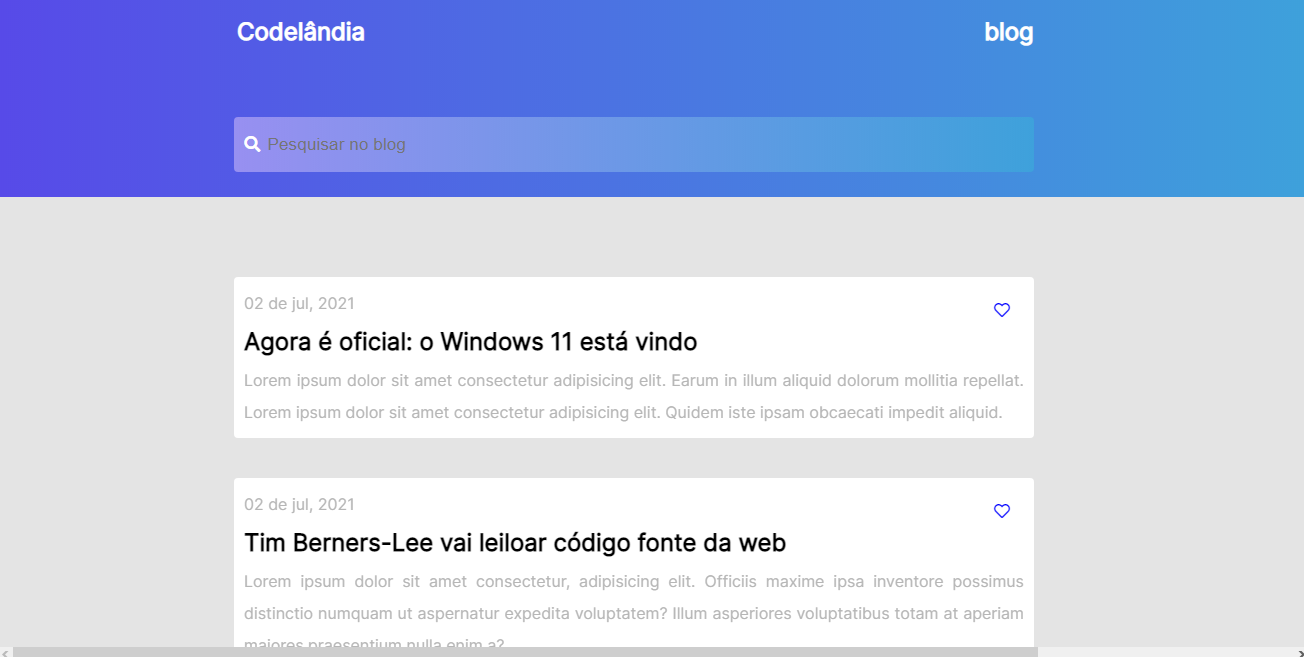 Codelândia
blog
Pesquisar no blog
02 de jul, 2021
Agora é oficial: o Windows 11 está vindo
Lorem ipsum dolor sit amet consectetur adipisicing elit. Earum in illum aliquid dolorum mollitia repellat.
Lorem ipsum dolor sit amet consectetur adipisicing elit. Quidem iste ipsam obcaecati impedit aliquid.
02 de jul, 2021
Tim Berners-Lee vai leiloar código fonte da web
Lorem ipsum dolor sit amet consectetur, adipisicing elit. Officiis maxime ipsa inventore possimus
distinctio numquam ut aspernatur expedita voluptatem? Illum asperiores voluptatibus totam at aperiam
maiores praesentium nulla enim a?